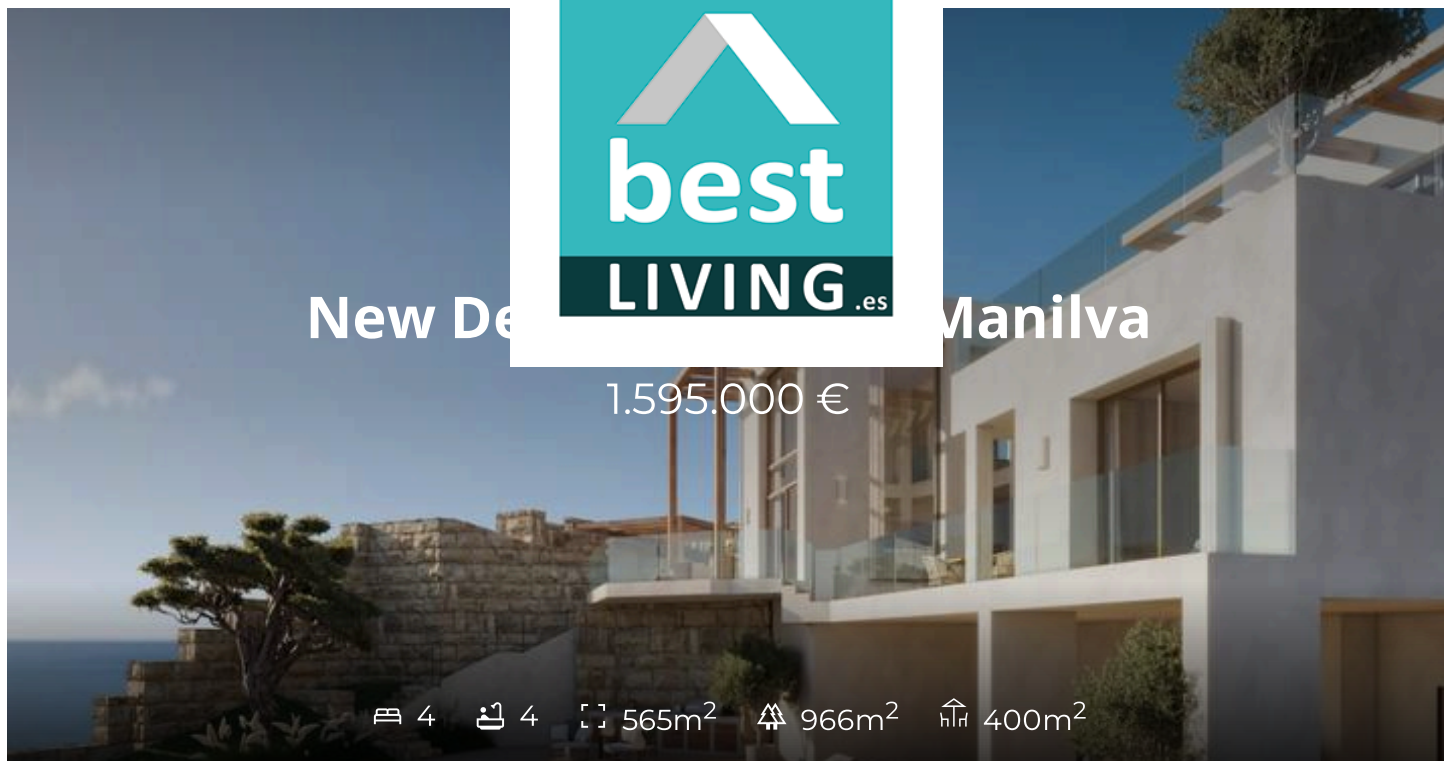 best
LIVING.es
New De Manilva
1.595.000 €
4 4 565m² 966m² 400m²